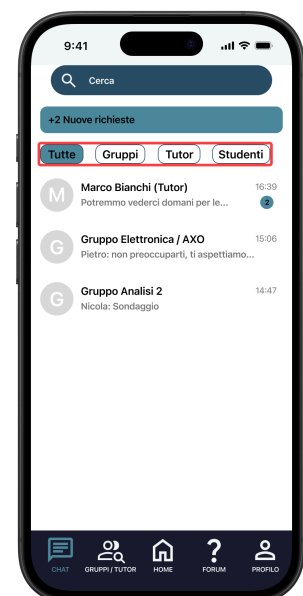 9:41
Cerca
+2 Nuove richieste
Tutte Gruppi Tutor Studenti
M Marco Bianchi (Tutor) 16:39
Potremmo vederci domani per le... 2
G Gruppo Elettronica / AXO 15:06
Pietro: non preoccuparti, ti aspettiamo...
G Gruppo Analisi 2 14:47
Nicola: Sondaggio
CHAT GRUPPI / TUTOR HOME FORUM PROFILO